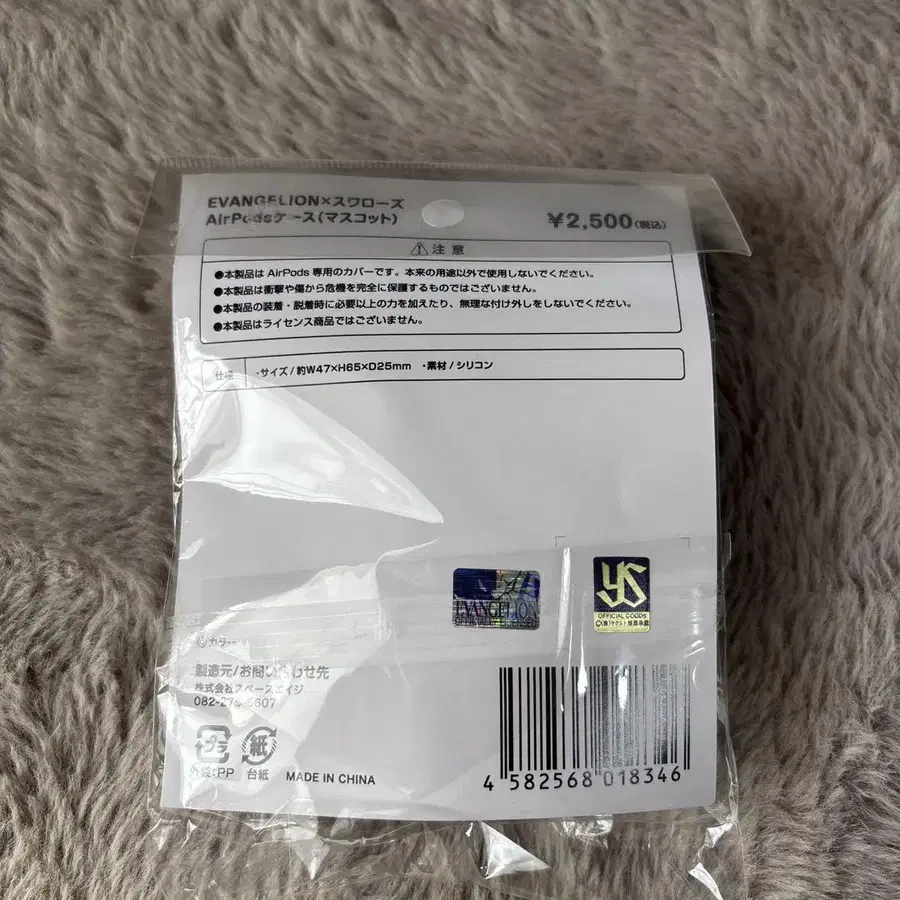 EVANGELION×スワローズ
AirPodsケース(マスコット)
¥2,500(税込)
⚠注意
●本製品は AirPods 専用のカバーです。本来の用途以外で使用しないでください。
●本製品は衝撃や傷から危機を完全に保護するものではございません。
●本製品の装着・脱着時に必要以上の力を加えたり、無理な付け外しをしないでください。
●本製品はライセンス商品ではございません。
仕様 ・サイズ/約W47×H65×D25mm ・素材/シリコン
EVANGELION
YS
OFFICIAL GOODS
©カラー
製造元/お問い合わせ先
株式会社スペースエイジ
プラ
紙
外袋:PP
台紙
MADE IN CHINA
4 582568 018346